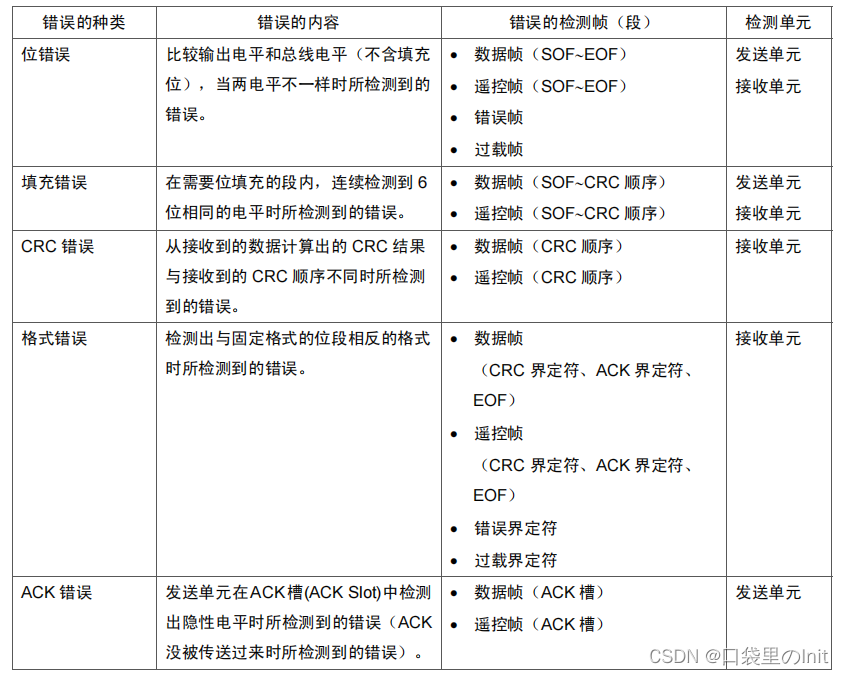 错误的种类 错误的内容 错误的检测帧（段） 检测单元
位错误 比较输出电平和总线电平（不含填充 ● 数据帧（SOF~EOF） 发送单元
位），当两电平不一样时所检测到的 ● 遥控帧（SOF~EOF） 接收单元
错误。 ● 错误帧
● 过载帧
填充错误 在需要位填充的段内，连续检测到 6 ● 数据帧（SOF~CRC 顺序） 发送单元
位相同的电平时所检测到的错误。 ● 遥控帧（SOF~CRC 顺序） 接收单元
CRC 错误 从接收到的数据计算出的 CRC 结果 ● 数据帧（CRC 顺序） 接收单元
与接收到的 CRC 顺序不同时所检测 ● 遥控帧（CRC 顺序）
到的错误。
格式错误 检测出与固定格式的位段相反的格式 ● 数据帧 接收单元
时所检测到的错误。 （CRC 界定符、ACK 界定符、
EOF）
● 遥控帧
（CRC 界定符、ACK 界定符、
EOF）
● 错误界定符
● 过载界定符
ACK 错误 发送单元在ACK槽(ACK Slot)中检测 ● 数据帧（ACK 槽） 发送单元
出隐性电平时所检测到的错误（ACK ● 遥控帧（ACK 槽）
没被传送过来时所检测到的错误）。
CSDN @口袋里のInit